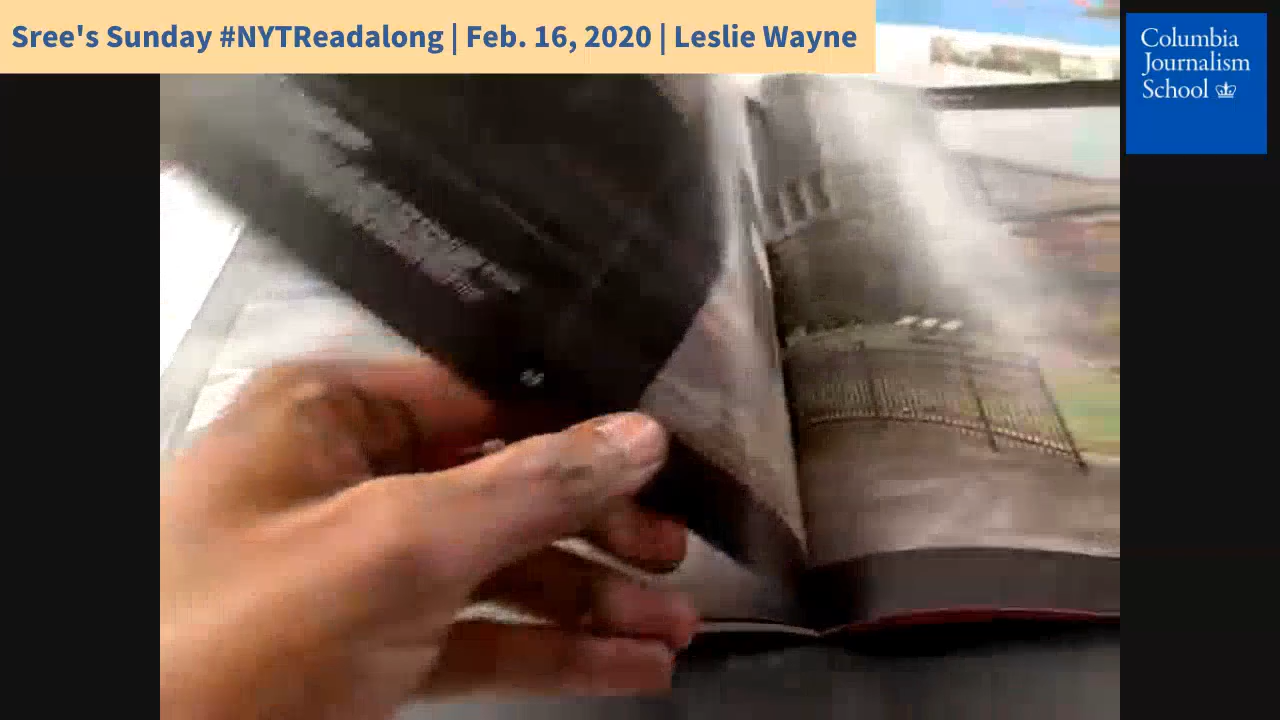 Sree's Sunday #NYTReadalong | Feb. 16, 2020 | Leslie Wayne
Columbia
Journalism
School